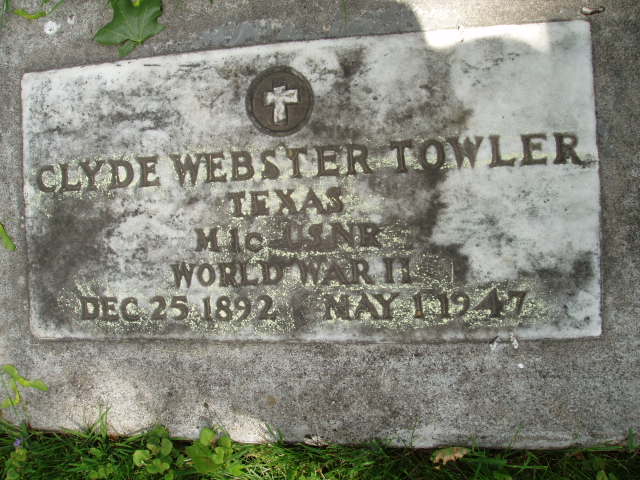 CLYDE WEBSTER TOWLER
TEXAS
M1C USNR
WORLD WAR II
DEC 25 1892 MAY 1 1947